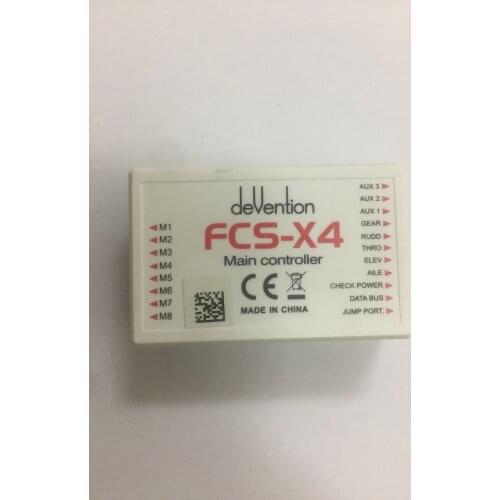 devention
FCS-X4
Main controller
CE
MADE IN CHINA
M1
M2
M3
M4
M5
M6
M7
M8
AUX 3
AUX 2
AUX 1
GEAR
RUDD
THRO
ELEV
AILE
CHECK POWER
DATA BUS
JUMP PORT.